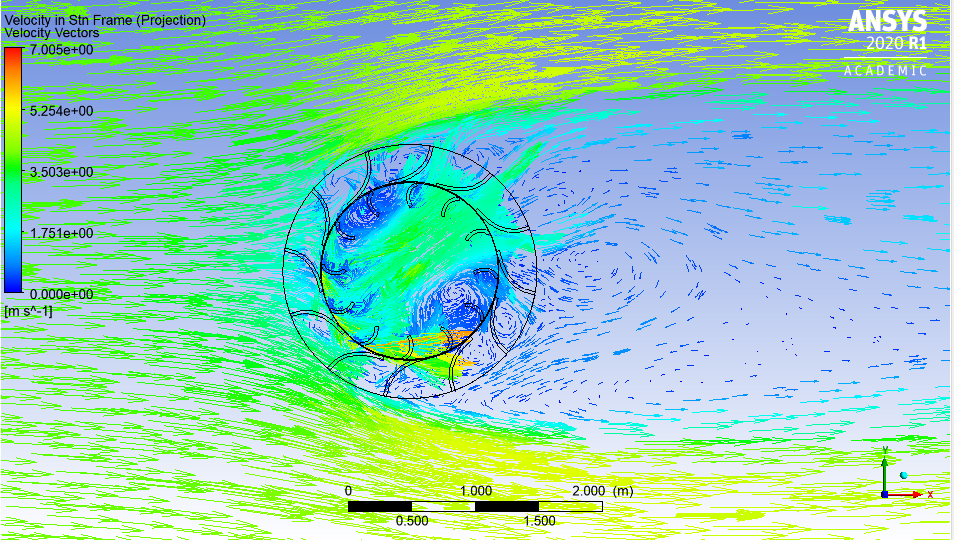 Velocity in Stn Frame (Projection)
Velocity Vectors
7.005e+00
5.254e+00
3.503e+00
1.751e+00
0.000e+00
[m s^-1]
ANSYS
2020 R1
ACADEMIC
0 1.000 2.000 (m)
0.500 1.500
Y
X